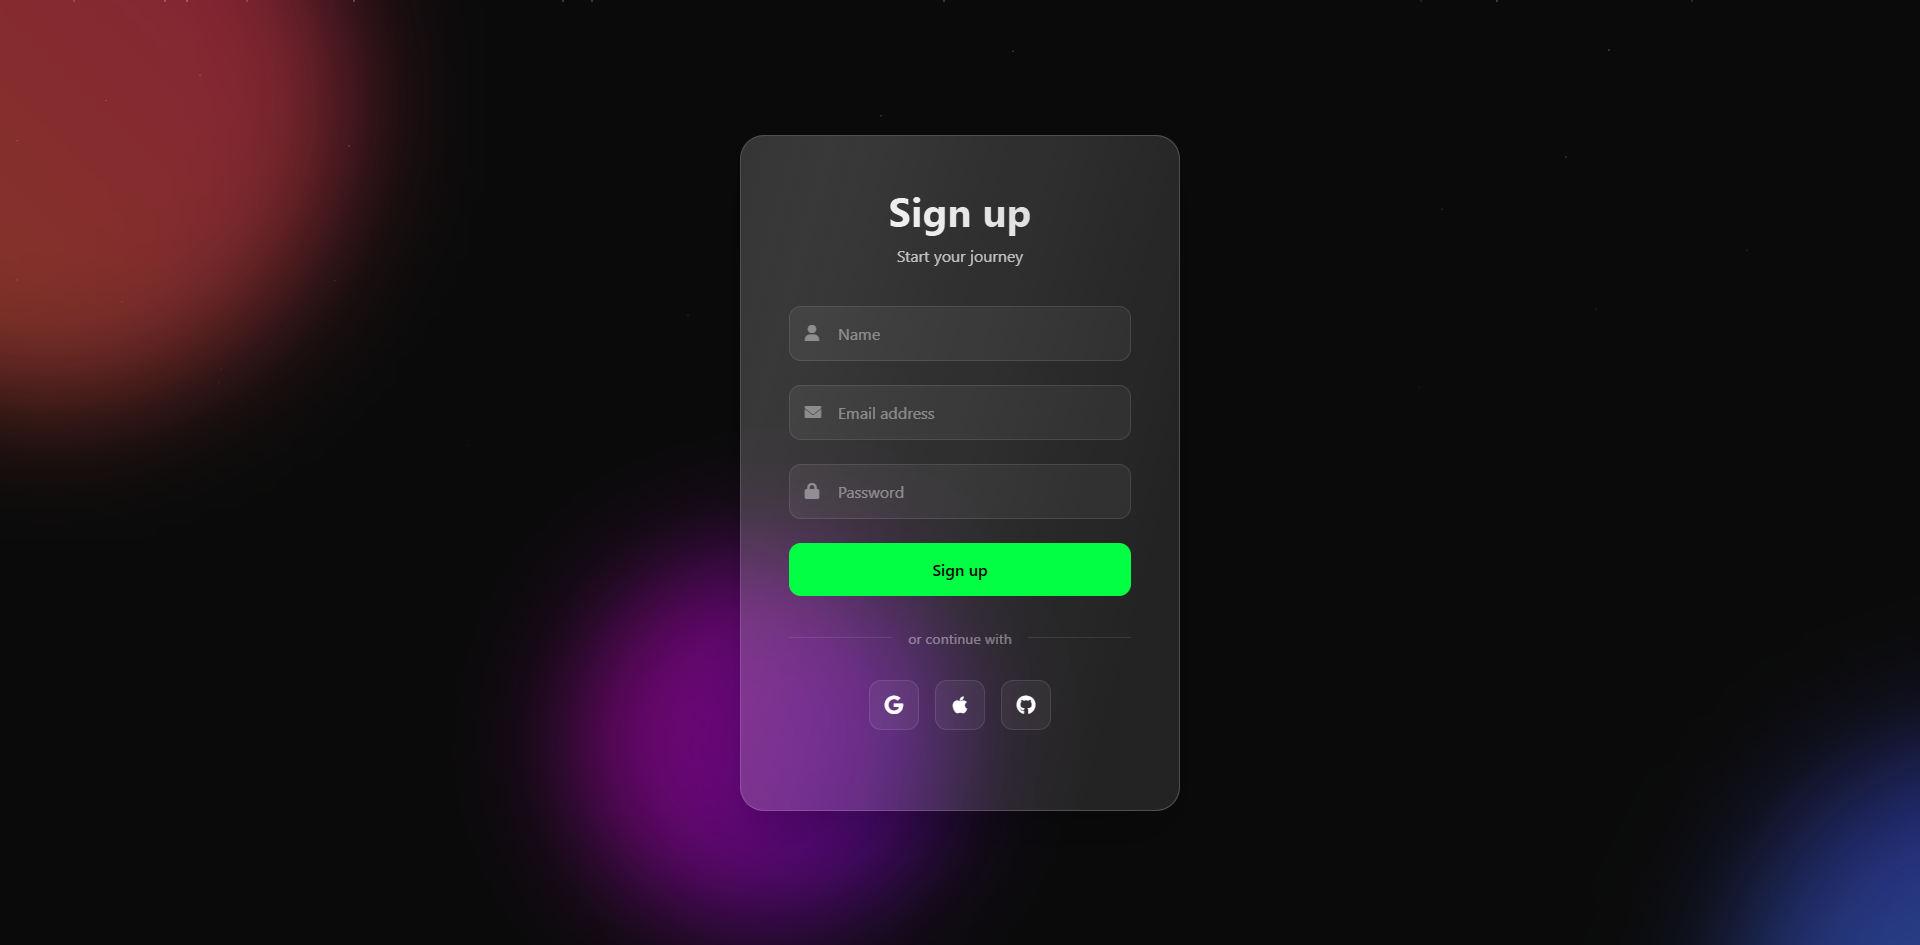 Sign up
Start your journey
Name
Email address
Password
Sign up
or continue with